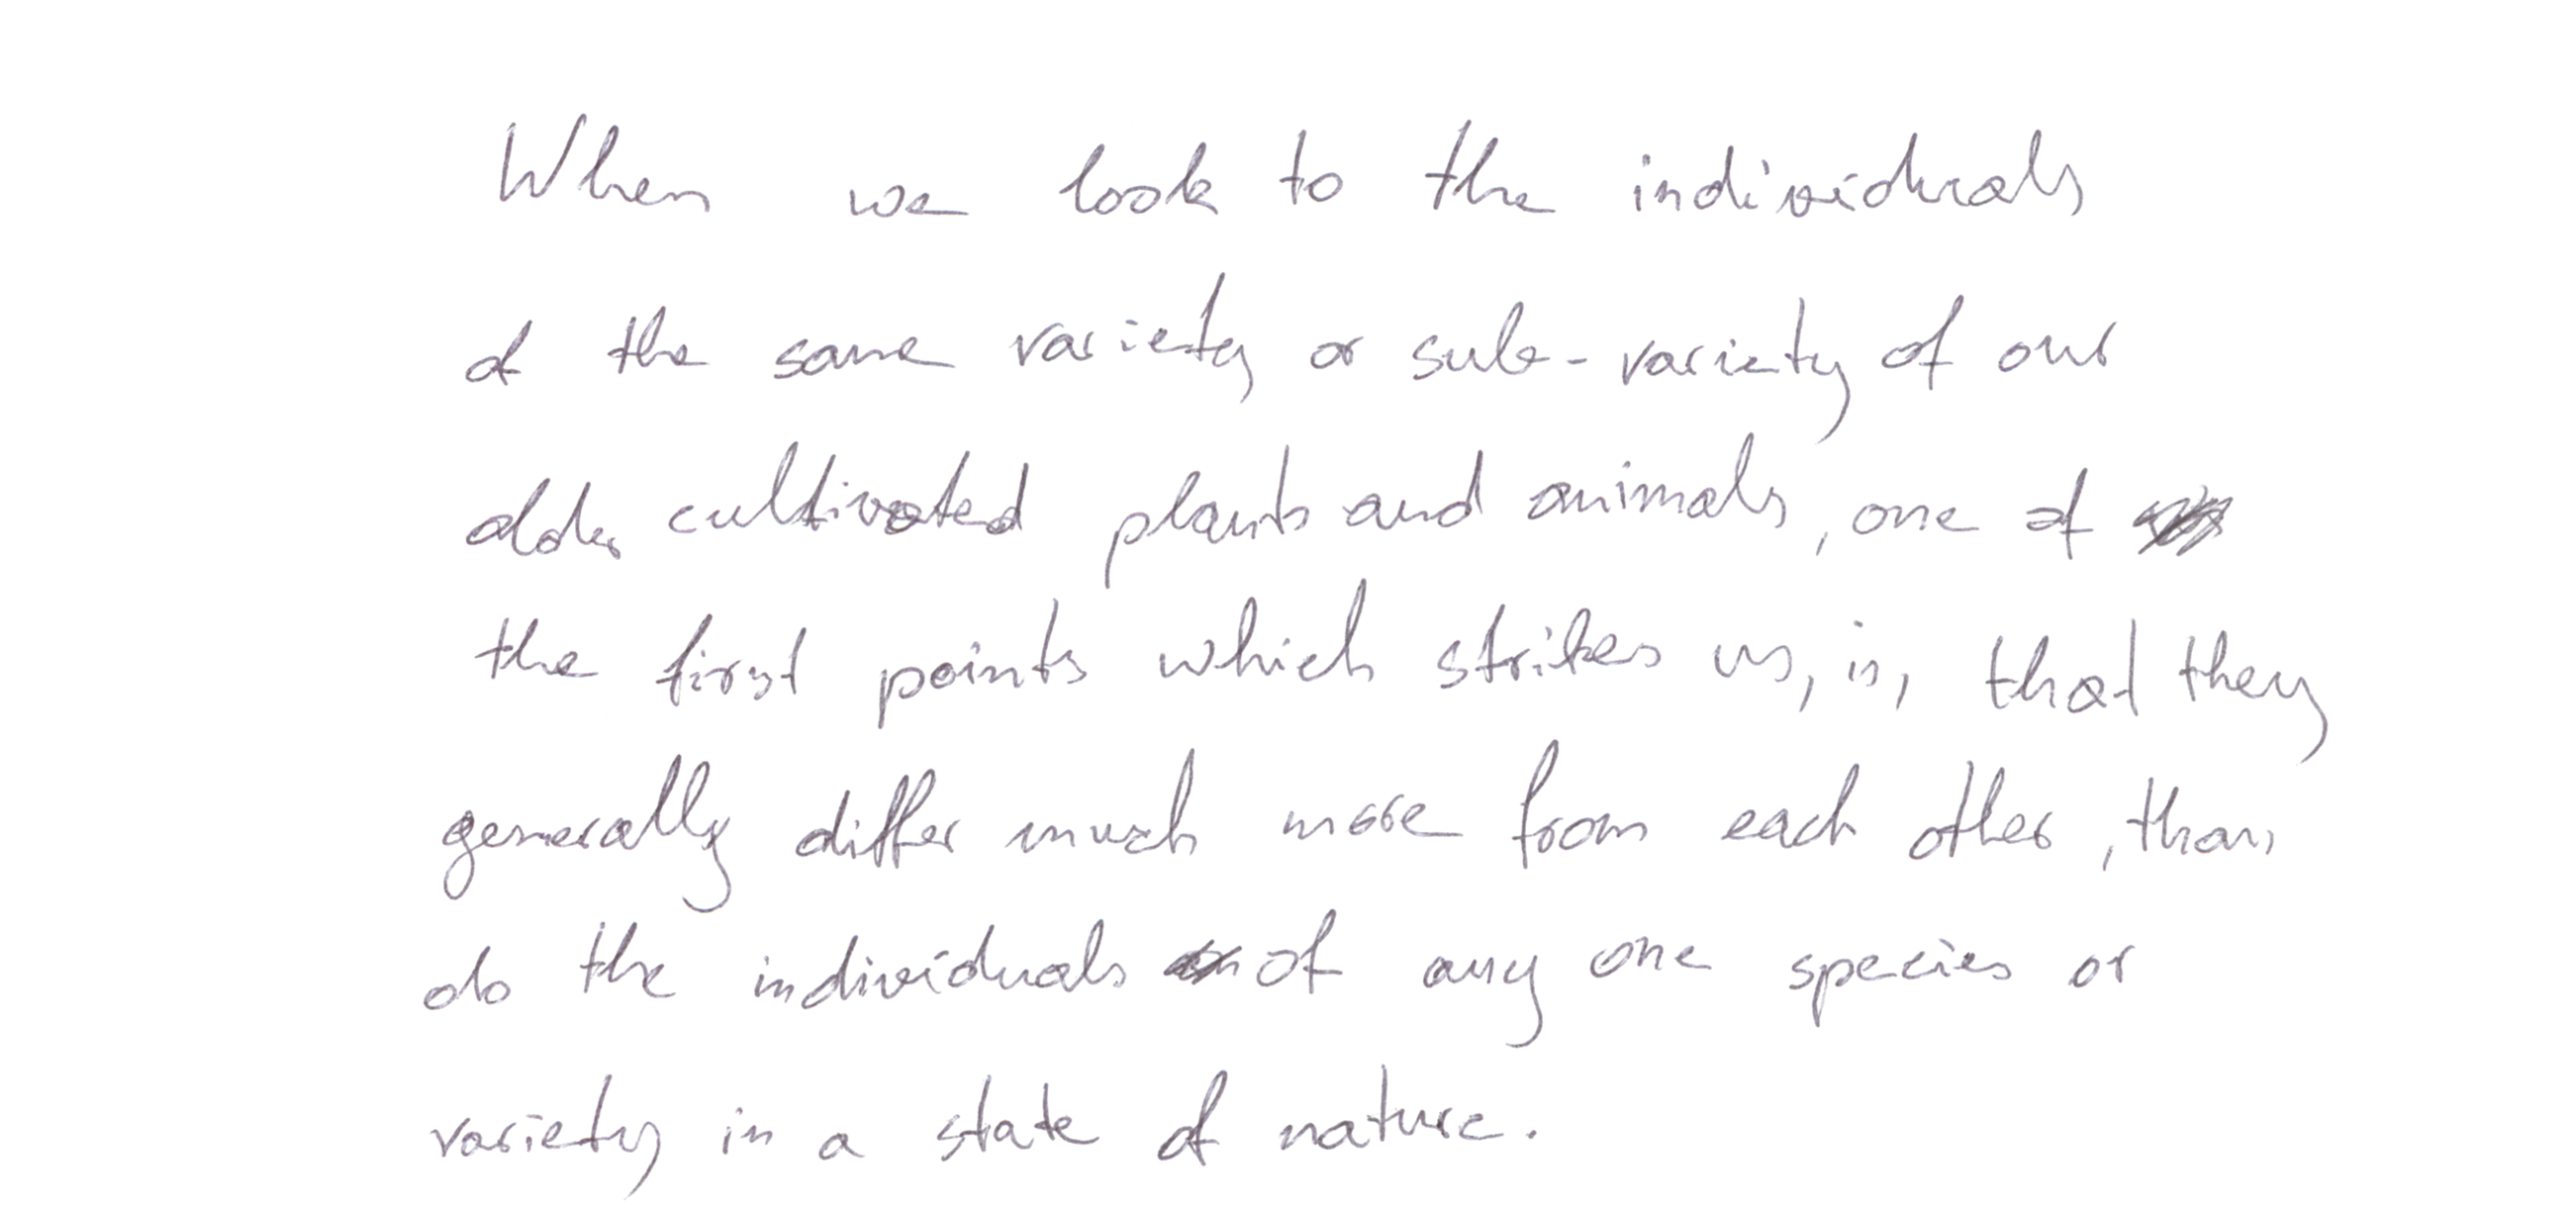 When we look to the individuals
of the same variety or sub-variety of our
older cultivated plants and animals, one of
the first points which strikes us, is, that they
generally differ much more from each other, than
do the individuals of any one species or
variety in a state of nature.